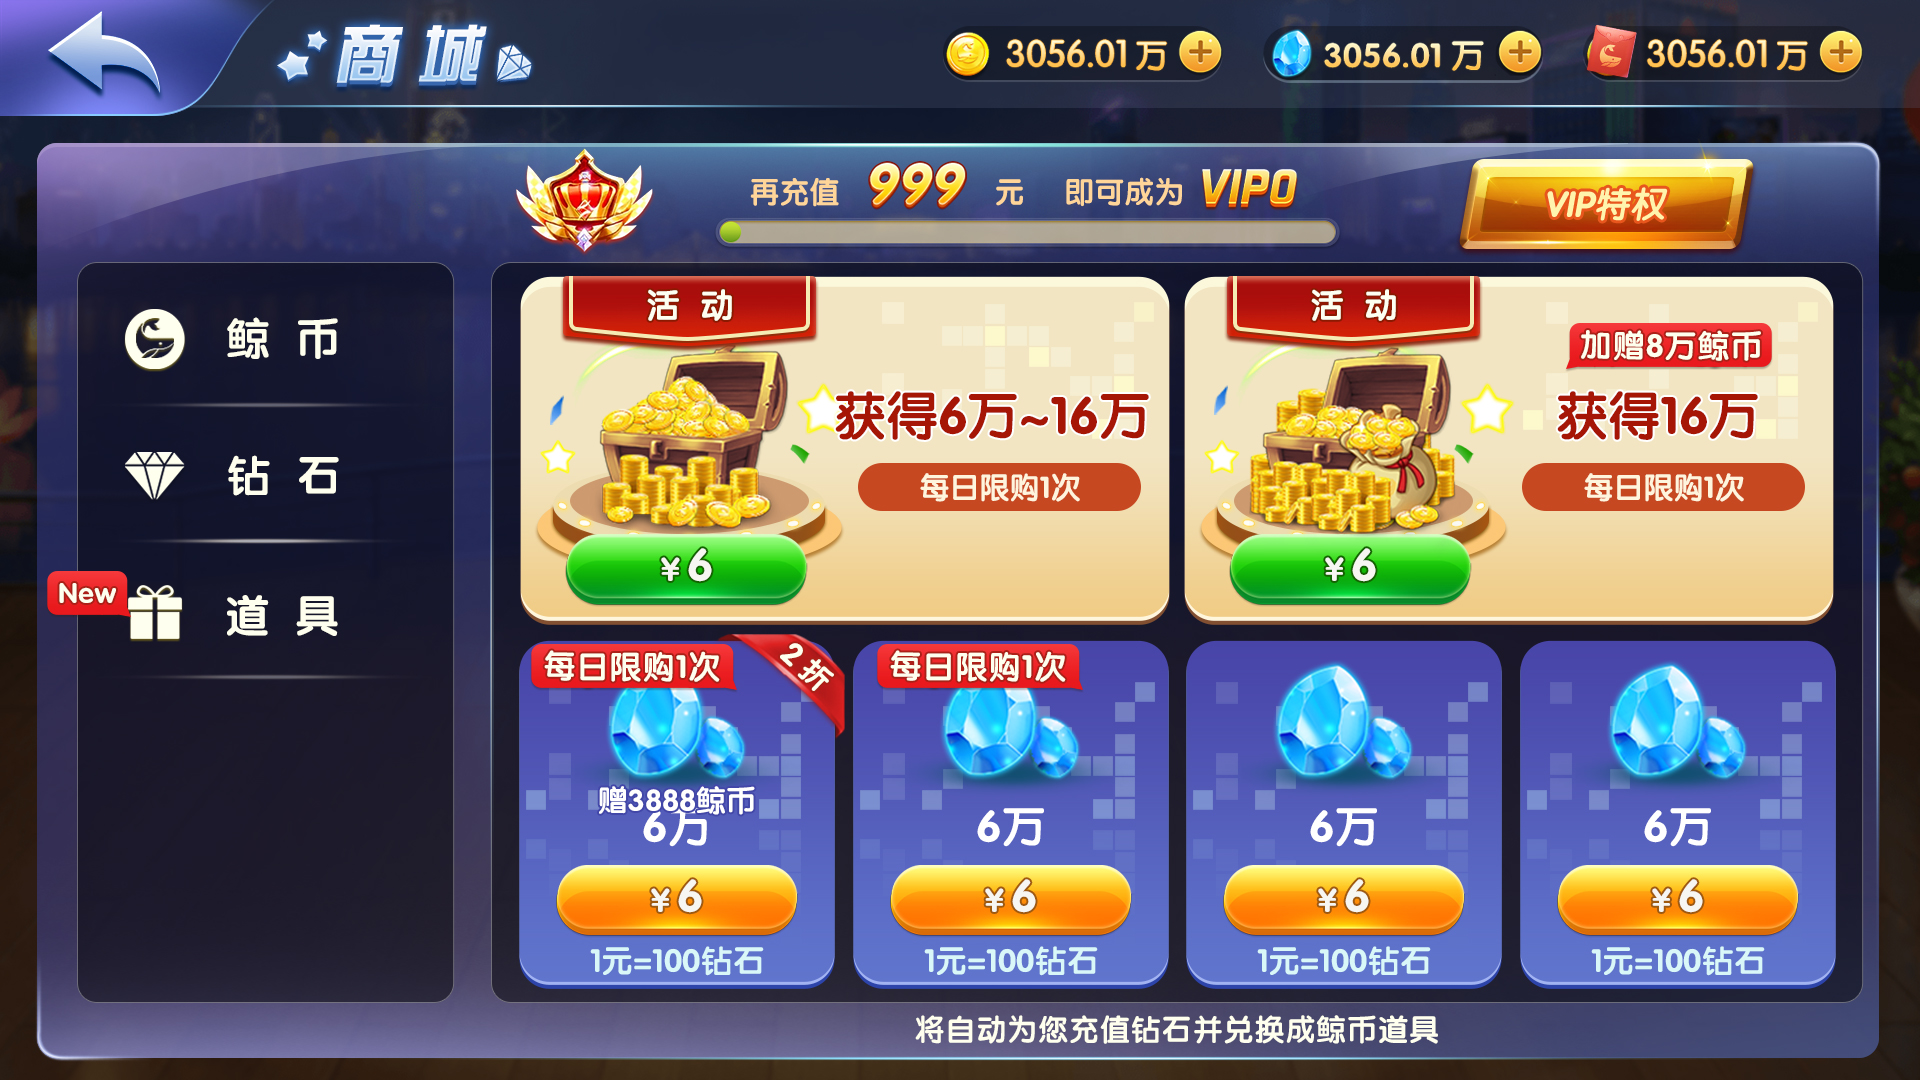 商城
3056.01万
3056.01万
3056.01万
再充值 999 元 即可成为 VIP0
VIP特权
鲸币
钻石
New
道具
活动
获得6万~16万
每日限购1次
¥6
活动
加赠8万鲸币
获得16万
每日限购1次
¥6
每日限购1次
2折
赠3888鲸币
6万
¥6
1元=100钻石
每日限购1次
6万
¥6
1元=100钻石
6万
¥6
1元=100钻石
6万
¥6
1元=100钻石
将自动为您充值钻石并兑换成鲸币道具